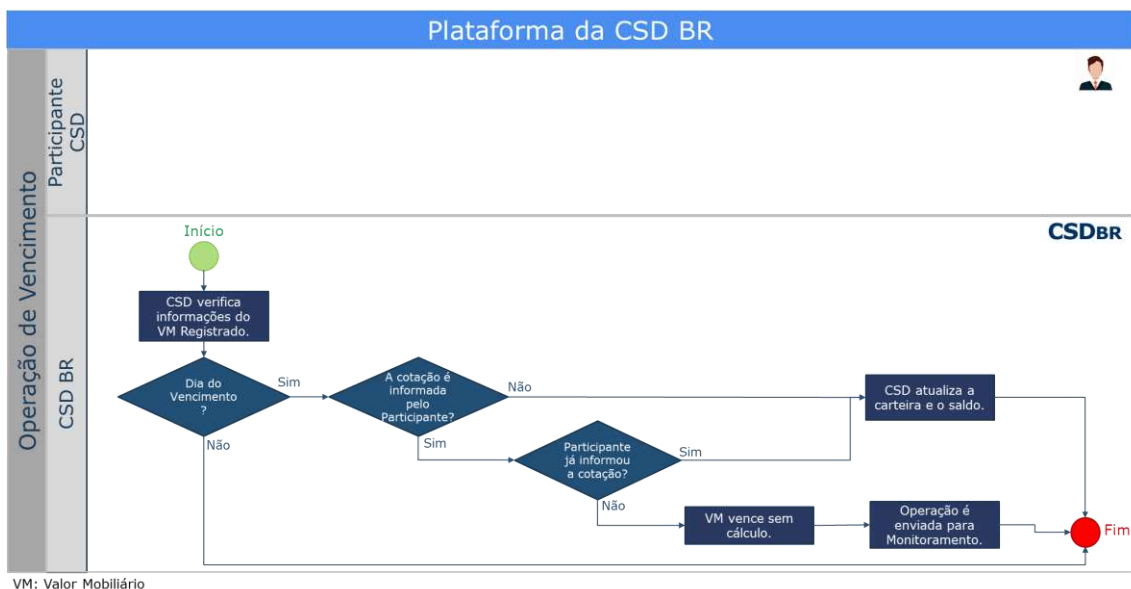 Plataforma da CSD BR
Operação de Vencimento
Participante
CSD
CSD BR
CSDBR
Início
CSD verifica
informações do
VM Registrado.
Dia do
Vencimento
?
Sim
Não
A cotação é
informada
pelo
Participante?
Não
Sim
CSD atualiza a
carteira e o saldo.
Participante
já informou
a cotação?
Sim
Não
VM vence sem
cálculo.
Operação é
enviada para
Monitoramento.
Fim
VM: Valor Mobiliário